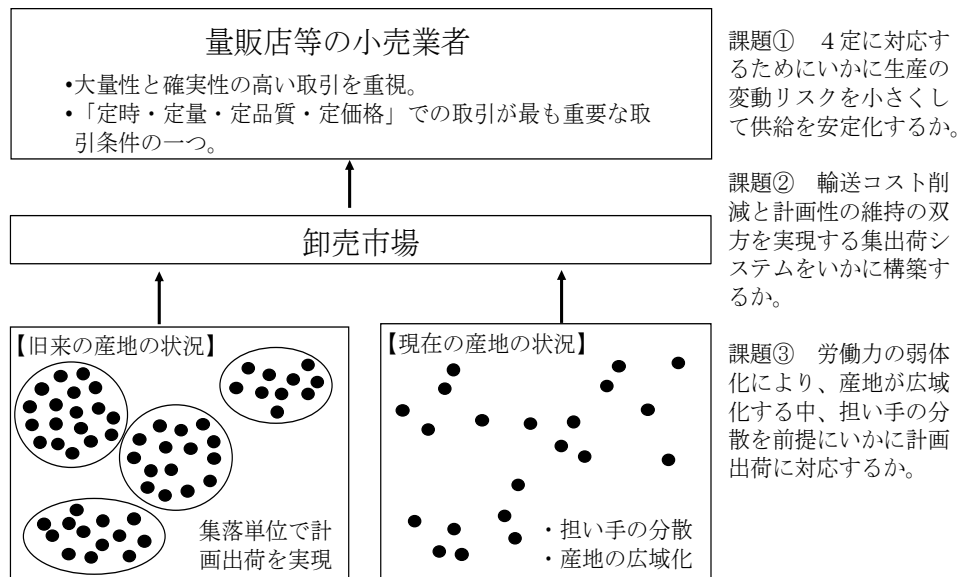 量販店等の小売業者
•大量性と確実性の高い取引を重視。
•「定時・定量・定品質・定価格」での取引が最も重要な取
引条件の一つ。
卸売市場
【旧来の産地の状況】
集落単位で計
画出荷を実現
【現在の産地の状況】
・担い手の分散
・産地の広域化
課題①　４定に対応す
るためにいかに生産の
変動リスクを小さくし
て供給を安定化するか。
課題②　輸送コスト削
減と計画性の維持の双
方を実現する集出荷シ
ステムをいかに構築す
るか。
課題③　労働力の弱体
化により、産地が広域
化する中、担い手の分
散を前提にいかに計画
出荷に対応するか。